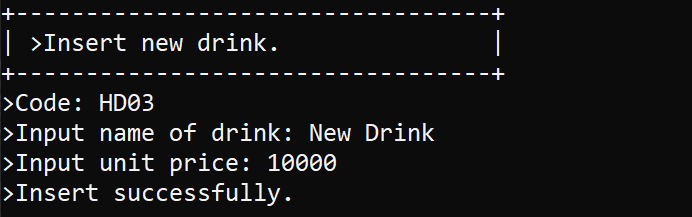 +----------------------------------+
| >Insert new drink.               |
+----------------------------------+
>Code: HD03
>Input name of drink: New Drink
>Input unit price: 10000
>Insert successfully.